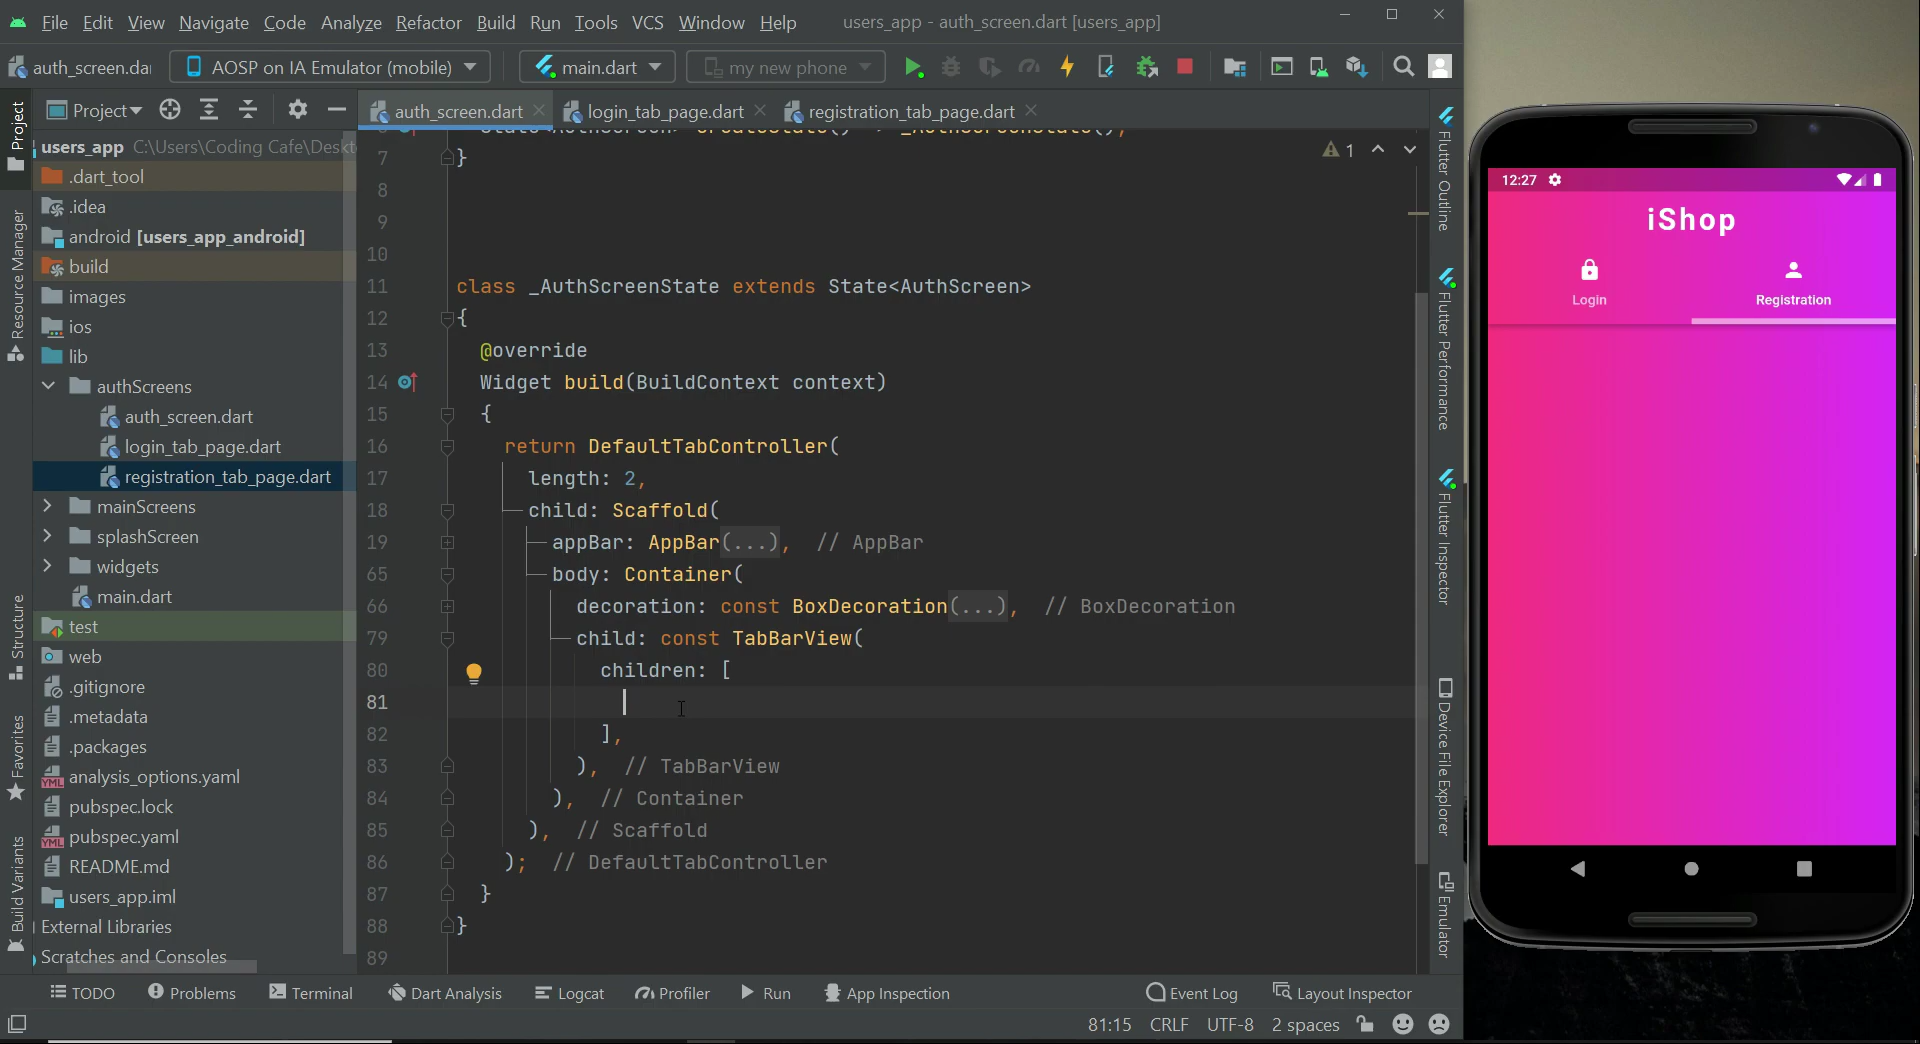 File Edit View Navigate Code Analyze Refactor Build Run Tools VCS Window Help users_app - auth_screen.dart [users_app]
auth_screen.da AOSP on IA Emulator (mobile) main.dart my new phone
Project auth_screen.dart login_tab_page.dart registration_tab_page.dart
users_app C:\Users\Coding Cafe\Deskt
.dart_tool
.idea
android [users_app_android]
build
images
ios
lib
authScreens
auth_screen.dart
login_tab_page.dart
registration_tab_page.dart
mainScreens
splashScreen
widgets
main.dart
test
web
.gitignore
.metadata
.packages
analysis_options.yaml
pubspec.lock
pubspec.yaml
README.md
users_app.iml
External Libraries
Scratches and Consoles
Project
Resource Manager
Structure
Favorites
Build Variants
1
7 }
8
9
10
11 class _AuthScreenState extends State<AuthScreen>
12 {
13 @override
14 Widget build(BuildContext context)
15 {
16 return DefaultTabController(
17 length: 2,
18 child: Scaffold(
19 appBar: AppBar(...), // AppBar
65 body: Container(
66 decoration: const BoxDecoration(...), // BoxDecoration
79 child: const TabBarView(
80 children: [
81
82 ],
83 ), // TabBarView
84 ), // Container
85 ), // Scaffold
86 ); // DefaultTabController
87 }
88 }
89
Flutter Outline
Flutter Performance
Flutter Inspector
Device File Explorer
Emulator
12:27
iShop
Login Registration
TODO Problems Terminal Dart Analysis Logcat Profiler Run App Inspection Event Log Layout Inspector
81:15 CRLF UTF-8 2 spaces